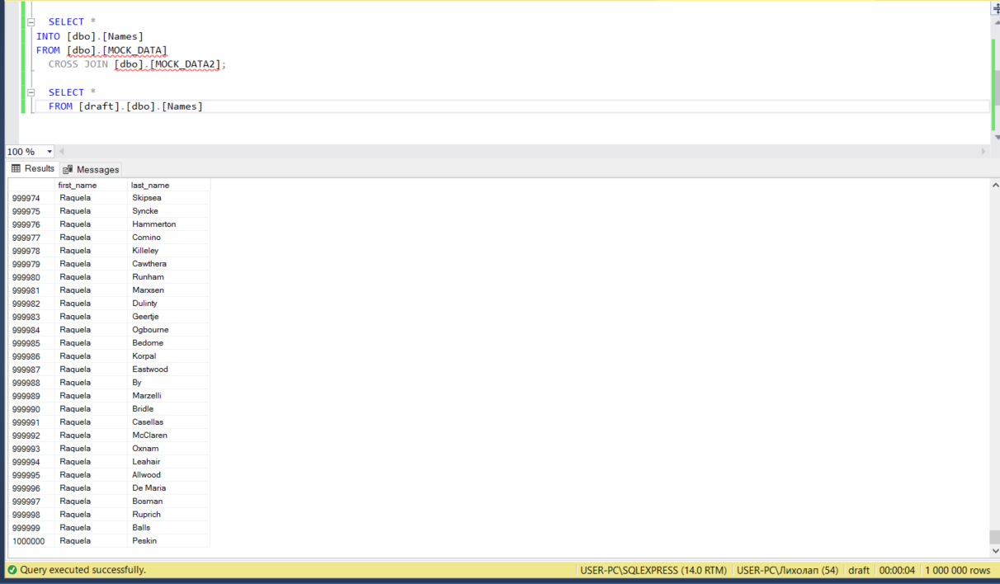 SELECT *
INTO [dbo].[Names]
FROM [dbo].[MOCK_DATA]
CROSS JOIN [dbo].[MOCK_DATA2];
SELECT *
FROM [draft].[dbo].[Names]
100 %
Results Messages
first_name last_name
999974 Raquela Skipsea
999975 Raquela Syncke
999976 Raquela Hammerton
999977 Raquela Comino
999978 Raquela Killeley
999979 Raquela Cawthera
999980 Raquela Runham
999981 Raquela Marxsen
999982 Raquela Dulinty
999983 Raquela Geertje
999984 Raquela Ogbourne
999985 Raquela Bedome
999986 Raquela Korpal
999987 Raquela Eastwood
999988 Raquela By
999989 Raquela Marzelli
999990 Raquela Bridle
999991 Raquela Casellas
999992 Raquela McClaren
999993 Raquela Oxnam
999994 Raquela Leahair
999995 Raquela Allwood
999996 Raquela De Maria
999997 Raquela Bosman
999998 Raquela Ruprich
999999 Raquela Balls
1000000 Raquela Peskin
Query executed successfully. USER-PC\SQLEXPRESS (14.0 RTM) USER-PC\Лихолап (54) draft 00:00:04 1 000 000 rows